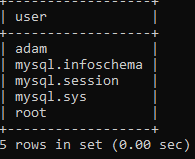 +------------------+
| user             |
+------------------+
| adam             |
| mysql.infoschema |
| mysql.session    |
| mysql.sys        |
| root             |
+------------------+
5 rows in set (0.00 sec)